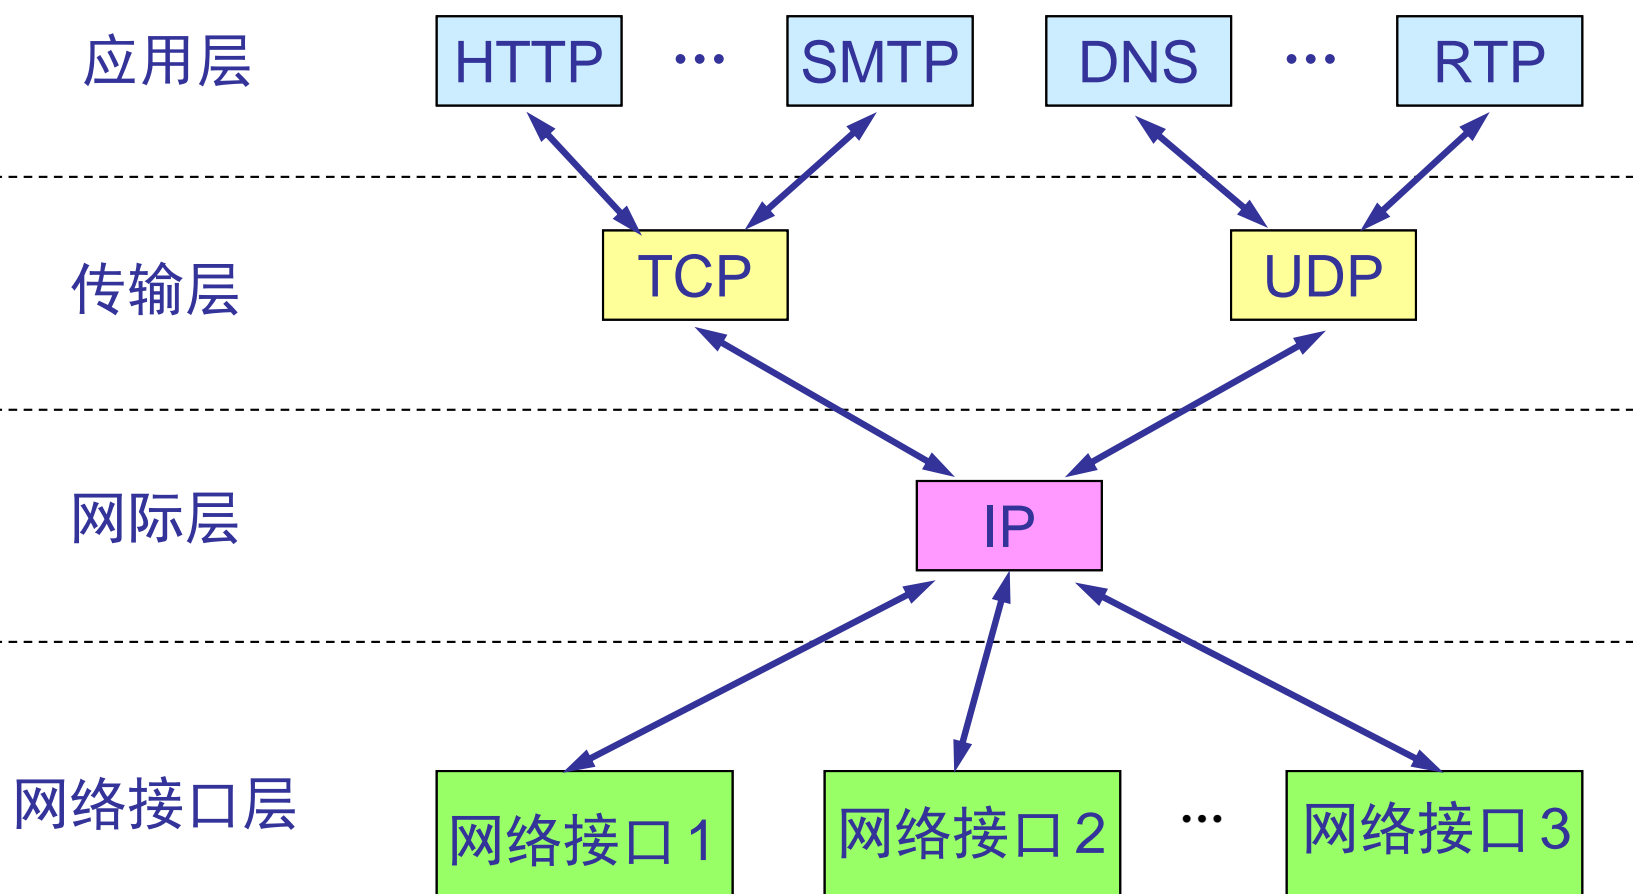 应用层 HTTP … SMTP DNS … RTP
传输层 TCP UDP
网际层 IP
网络接口层 网络接口1 网络接口2 … 网络接口3